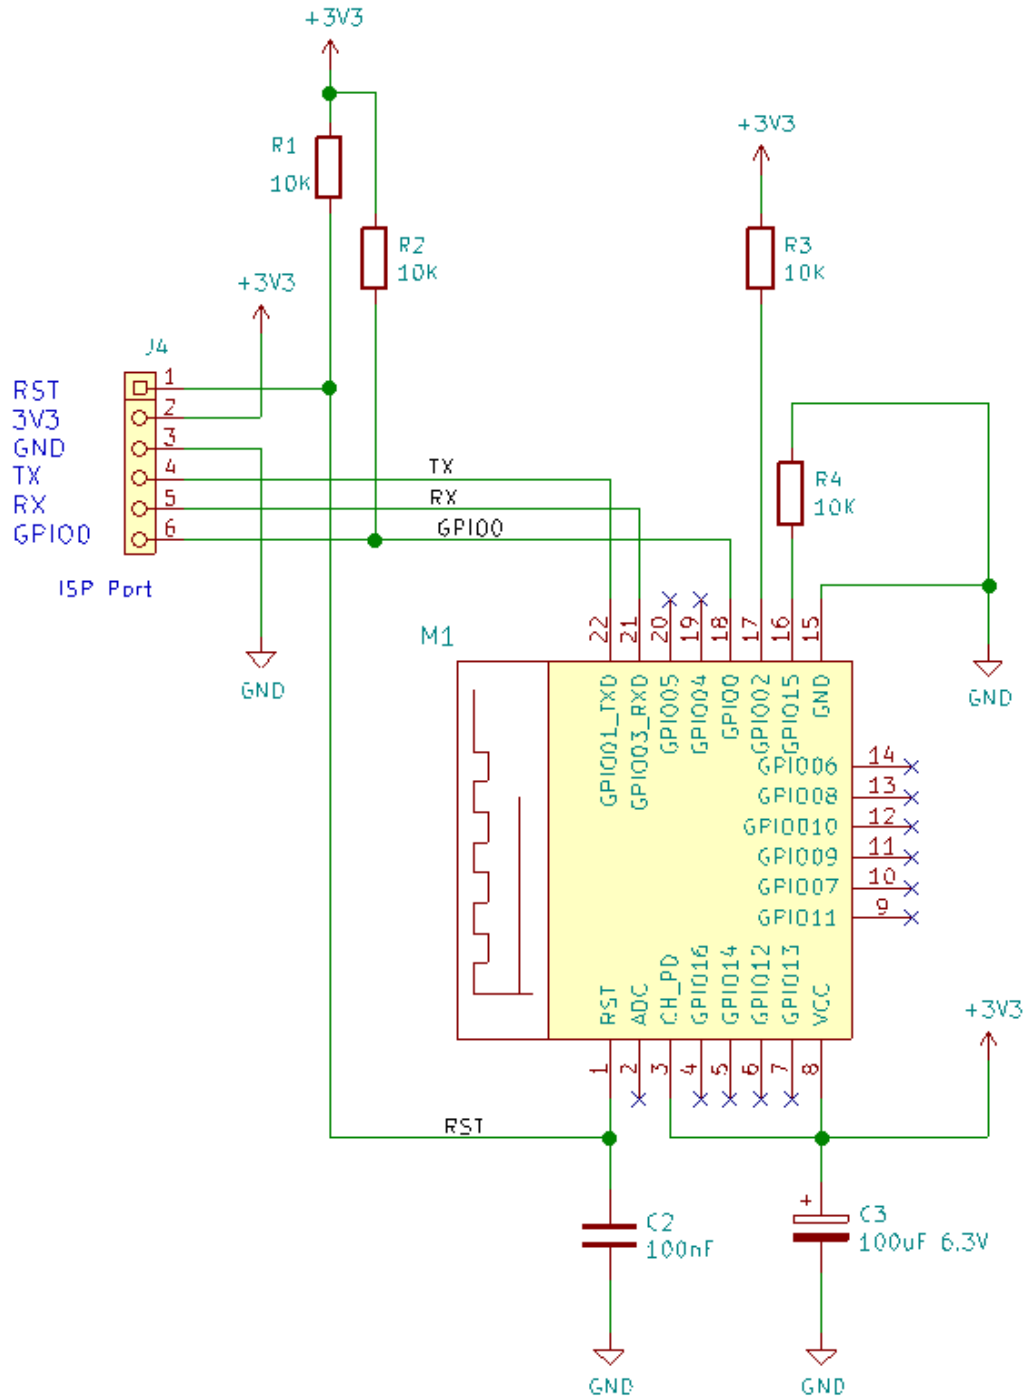 +3V3
R1
10K
+3V3
R2
10K
R3
10K
+3V3
J4
RST
1
3V3
2
GND
3
TX
4
RX
5
GPIO0
6
TX
RX
GPIO0
R4
10K
ISP Port
GND
GND
M1
22
21
20
19
18
17
16
15
GPIO01_TXD
GPIO03_RXD
GPIO05
GPIO04
GPIO0
GPIO02
GPIO15
GND
GPIO06
14
GPIO08
13
GPIO010
12
GPIO09
11
GPIO07
10
GPIO11
9
RST
ADC
CH_PD
GPIO16
GPIO14
GPIO12
GPIO13
VCC
1
2
3
4
5
6
7
8
+3V3
RST
C2
100nF
+
C3
100uF 6.3V
GND
GND